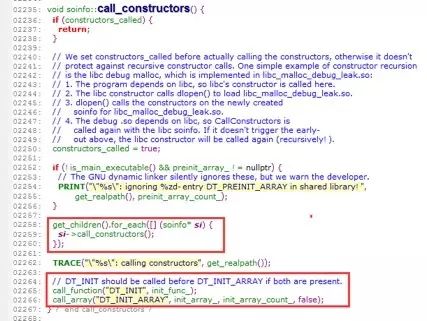 02235: void soinfo::call_constructors() {
02236: if (constructors_called) {
02237: return;
02238: }
02239:
02240: // We set constructors_called before actually calling the constructors, otherwise it doesn't
02241: // protect against recursive constructor calls. One simple example of constructor recursion
02242: // is the libc debug malloc, which is implemented in libc_malloc_debug_leak.so:
02243: // 1. The program depends on libc, so libc's constructor is called here.
02244: // 2. The libc constructor calls dlopen() to load libc_malloc_debug_leak.so.
02245: // 3. dlopen() calls the constructors on the newly created
02246: // soinfo for libc_malloc_debug_leak.so.
02247: // 4. The debug .so depends on libc, so CallConstructors is
02248: // called again with the libc soinfo. If it doesn't trigger the early-
02249: // out above, the libc constructor will be called again (recursively! ).
02250: constructors_called = true;
02251:
02252: if (! is_main_executable() && preinit_array_ != nullptr) {
02253: // The GNU dynamic linker silently ignores these, but we warn the developer.
02254: PRINT("\"%s\": ignoring %zd-entry DT_PREINIT_ARRAY in shared library! ",
02255: get_realpath(), preinit_array_count_);
02256: }
02257:
02258: get_children().for_each([] (soinfo* si) {
02259: si->call_constructors();
02260: });
02261:
02262: TRACE("\"%s\": calling constructors", get_realpath());
02263:
02264: // DT_INIT should be called before DT_INIT_ARRAY if both are present.
02265: call_function("DT_INIT", init_func_);
02266: call_array("DT_INIT_ARRAY", init_array_, init_array_count_, false);
02267: } ? end call_constructors ?